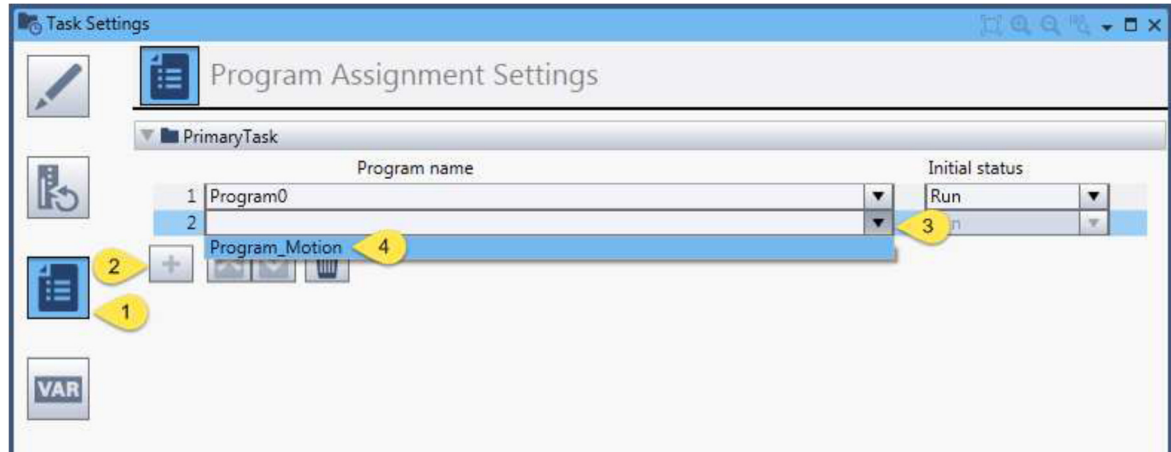 Task Settings
Program Assignment Settings
PrimaryTask
Program name Initial status
1 Program0 Run
2
3
Program_Motion 4
2
1
VAR